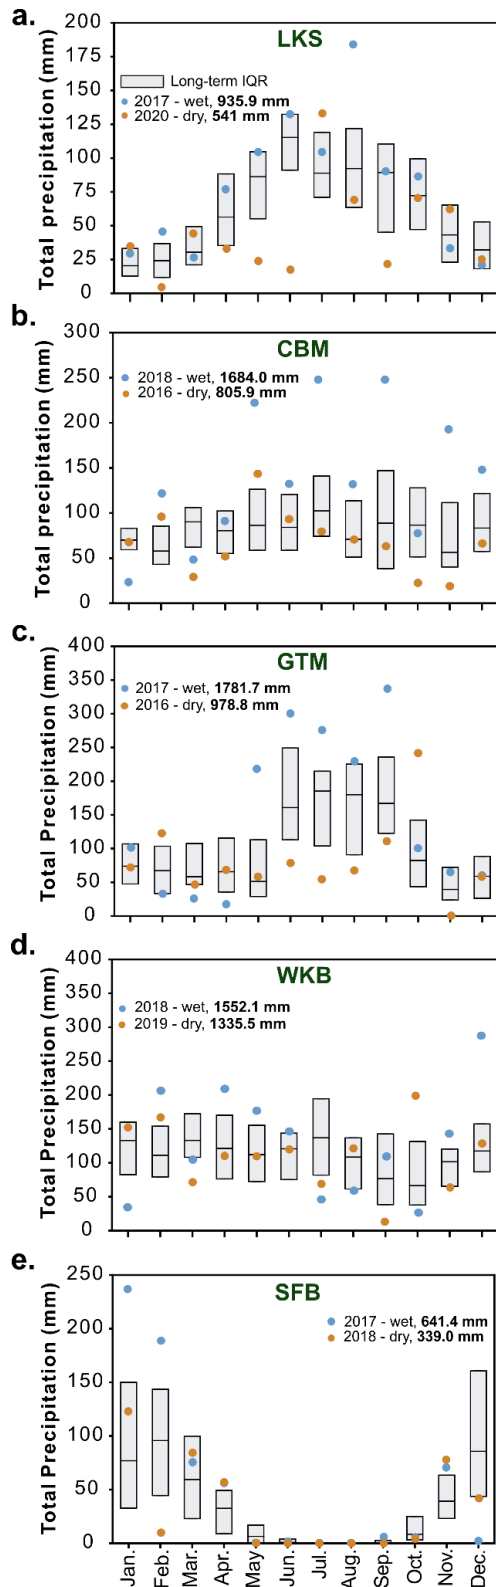 a.
LKS
Total precipitation (mm)
200
175
150
125
100
75
50
25
0
Long-term IQR
2017 - wet, 935.9 mm
2020 - dry, 541 mm
b.
CBM
Total precipitation (mm)
300
250
200
150
100
50
0
2018 - wet, 1684.0 mm
2016 - dry, 805.9 mm
c.
GTM
Total Precipitation (mm)
400
350
300
250
200
150
100
50
0
2017 - wet, 1781.7 mm
2016 - dry, 978.8 mm
d.
WKB
Total Precipitation (mm)
400
350
300
250
200
150
100
50
0
2018 - wet, 1552.1 mm
2019 - dry, 1335.5 mm
e.
SFB
Total Precipitation (mm)
250
200
150
100
50
0
2017 - wet, 641.4 mm
2018 - dry, 339.0 mm
Jan.
Feb.
Mar.
Apr.
May
Jun.
Jul.
Aug.
Sep.
Oct.
Nov.
Dec.